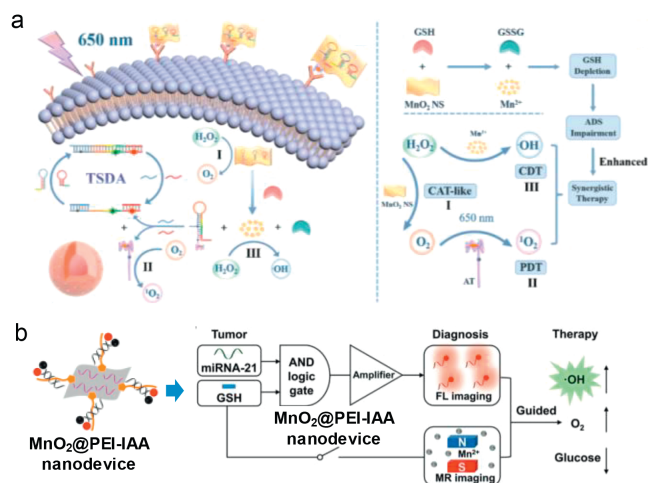 a
650 nm
H₂O₂
I
O₂
TSDA
+
+
+
II
O₂
¹O₂
III
H₂O₂
·OH
GSH
GSSG
+
+
MnO₂ NS
Mn²⁺
GSH
Depletion
ADS
Impairment
Enhanced
Synergistic
Therapy
H₂O₂
Mn²⁺
·OH
CDT
III
MnO₂ NS
CAT-like
I
650 nm
O₂
¹O₂
AT
PDT
II
b
MnO₂@PEI-IAA
nanodevice
Tumor
miRNA-21
GSH
AND
logic
gate
Amplifier
MnO₂@PEI-IAA
nanodevice
Diagnosis
FL imaging
N
Mn²⁺
S
MR imaging
Guided
Therapy
·OH
O₂
Glucose